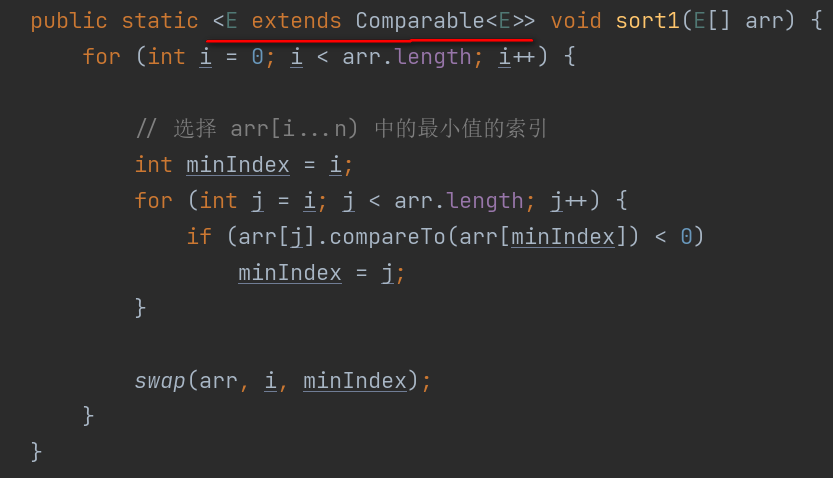 public static <E extends Comparable<E>> void sort1(E[] arr) {
for (int i = 0; i < arr.length; i++) {
// 选择 arr[i...n) 中的最小值的索引
int minIndex = i;
for (int j = i; j < arr.length; j++) {
if (arr[j].compareTo(arr[minIndex]) < 0)
minIndex = j;
}
swap(arr, i, minIndex);
}
}